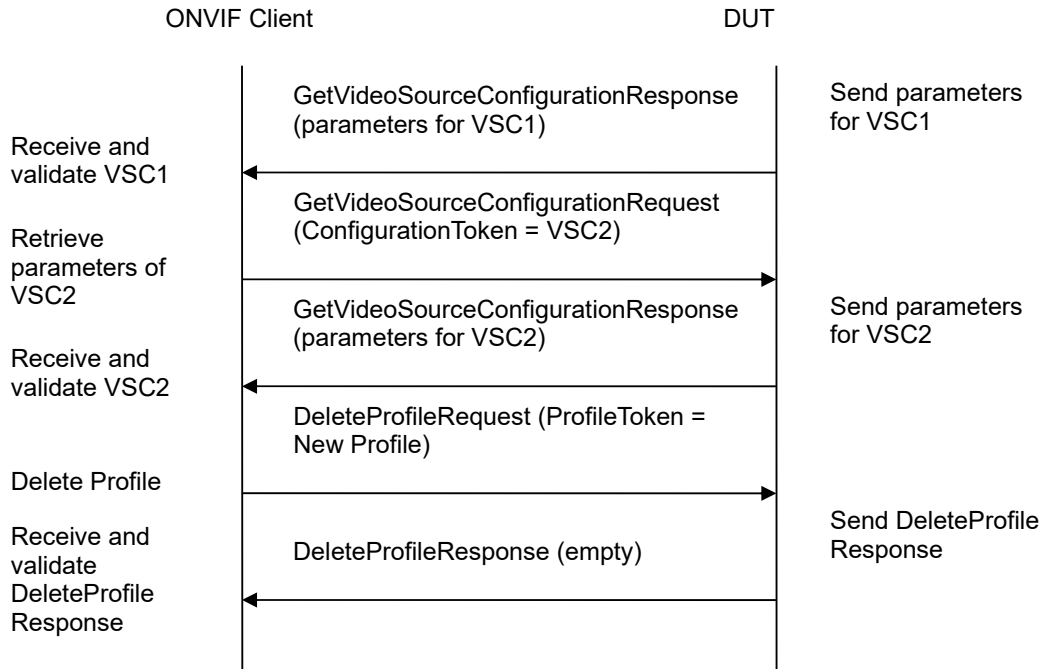 ONVIF Client
DUT
GetVideoSourceConfigurationResponse
(parameters for VSC1)
Send parameters
for VSC1
Receive and
validate VSC1
GetVideoSourceConfigurationRequest
(ConfigurationToken = VSC2)
Retrieve
parameters of
VSC2
GetVideoSourceConfigurationResponse
(parameters for VSC2)
Send parameters
for VSC2
Receive and
validate VSC2
DeleteProfileRequest (ProfileToken =
New Profile)
Delete Profile
Send DeleteProfile
Response
Receive and
validate
DeleteProfile
Response
DeleteProfileResponse (empty)